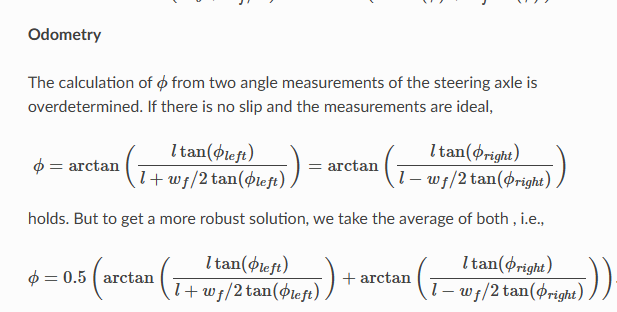 Odometry
The calculation of ϕ from two angle measurements of the steering axle is
overdetermined. If there is no slip and the measurements are ideal,
ϕ = arctan(l tan(ϕ_left) / (l + w_f/2 tan(ϕ_left))) = arctan(l tan(ϕ_right) / (l − w_f/2 tan(ϕ_right)))
holds. But to get a more robust solution, we take the average of both , i.e.,
ϕ = 0.5 (arctan(l tan(ϕ_left) / (l + w_f/2 tan(ϕ_left))) + arctan(l tan(ϕ_right) / (l − w_f/2 tan(ϕ_right)))).